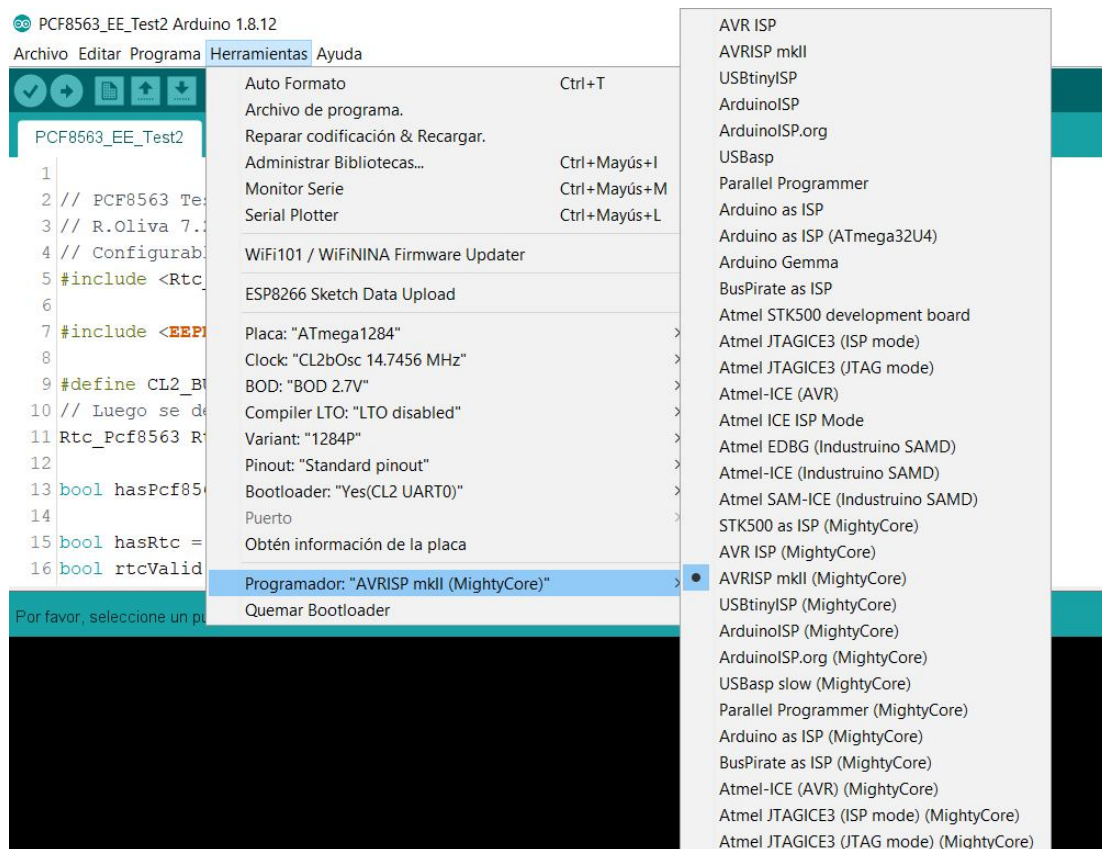 PCF8563_EE_Test2 Arduino 1.8.12
Archivo Editar Programa Herramientas Ayuda
PCF8563_EE_Test2
1
2 // PCF8563
3 // R.Oliva
4 //
5 #include
6
7 #include
8
9 #define
10 // Luego se
11 Rtc_Pcf8563
12
13 bool
14
15 bool hasRtc =
16 bool rtcValid
Por favor, seleccione un
Auto Formato Ctrl+T
Archivo de programa.
Reparar codificación & Recargar.
Administrar Bibliotecas... Ctrl+Mayús+I
Monitor Serie Ctrl+Mayús+M
Serial Plotter Ctrl+Mayús+L
WiFi101 / WiFiNINA Firmware Updater
ESP8266 Sketch Data Upload
Placa: "ATmega1284"
Clock: "CL2bOsc 14.7456 MHz"
BOD: "BOD 2.7V"
Compiler LTO: "LTO disabled"
Variant: "1284P"
Pinout: "Standard pinout"
Bootloader: "Yes(CL2 UART0)"
Puerto
Obtén información de la placa
Programador: "AVRISP mkII (MightyCore)"
Quemar Bootloader
AVR ISP
AVRISP mkII
USBtinyISP
ArduinoISP
ArduinoISP.org
USBasp
Parallel Programmer
Arduino as ISP
Arduino as ISP (ATmega32U4)
Arduino Gemma
BusPirate as ISP
Atmel STK500 development board
Atmel JTAGICE3 (ISP mode)
Atmel JTAGICE3 (JTAG mode)
Atmel-ICE (AVR)
Atmel ICE ISP Mode
Atmel EDBG (Industruino SAMD)
Atmel-ICE (Industruino SAMD)
Atmel SAM-ICE (Industruino SAMD)
STK500 as ISP (MightyCore)
AVR ISP (MightyCore)
AVRISP mkII (MightyCore)
USBtinyISP (MightyCore)
ArduinoISP (MightyCore)
ArduinoISP.org (MightyCore)
USBasp slow (MightyCore)
Parallel Programmer (MightyCore)
Arduino as ISP (MightyCore)
BusPirate as ISP (MightyCore)
Atmel-ICE (AVR) (MightyCore)
Atmel JTAGICE3 (ISP mode) (MightyCore)
Atmel JTAGICE3 (JTAG mode) (MightyCore)